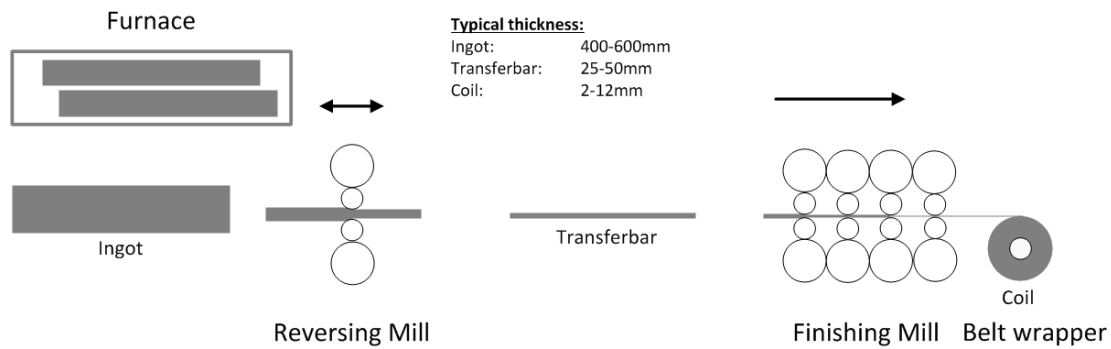 Furnace
Typical thickness:
Ingot: 400-600mm
Transferbar: 25-50mm
Coil: 2-12mm
Ingot
Transferbar
Coil
Reversing Mill
Finishing Mill
Belt wrapper